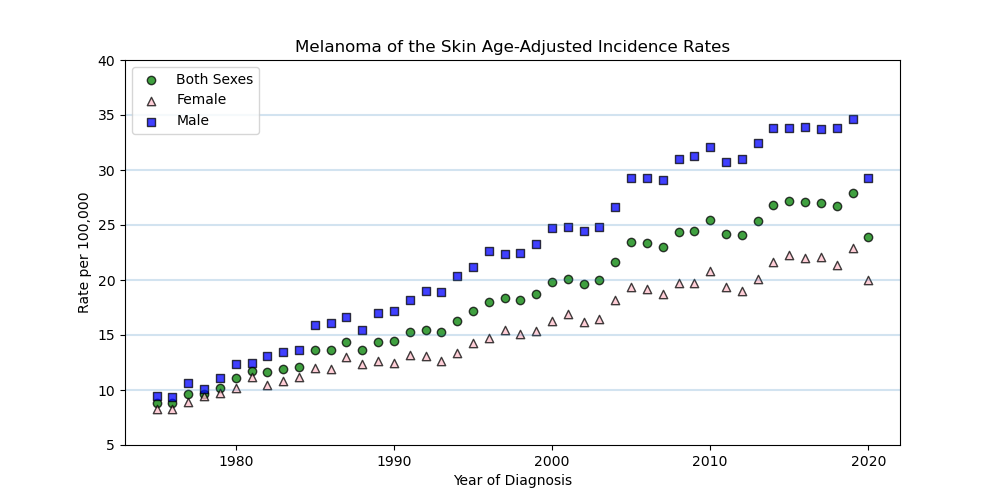 Melanoma of the Skin Age-Adjusted Incidence Rates
40
35
30
25
20
15
10
5
Rate per 100,000
Both Sexes
Female
Male
1980
1990
2000
2010
2020
Year of Diagnosis